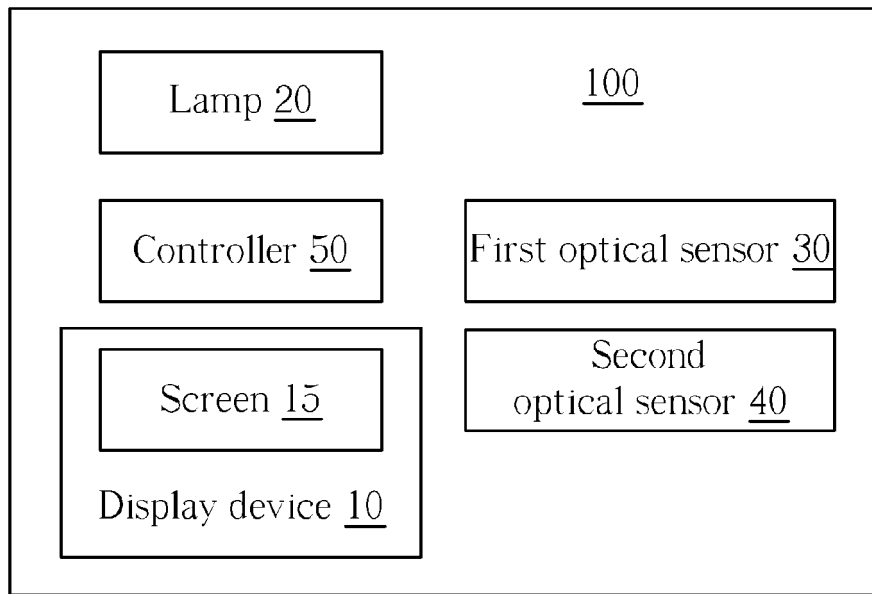 Lamp 20
100
Controller 50
First optical sensor 30
Screen 15
Second
optical sensor 40
Display device 10